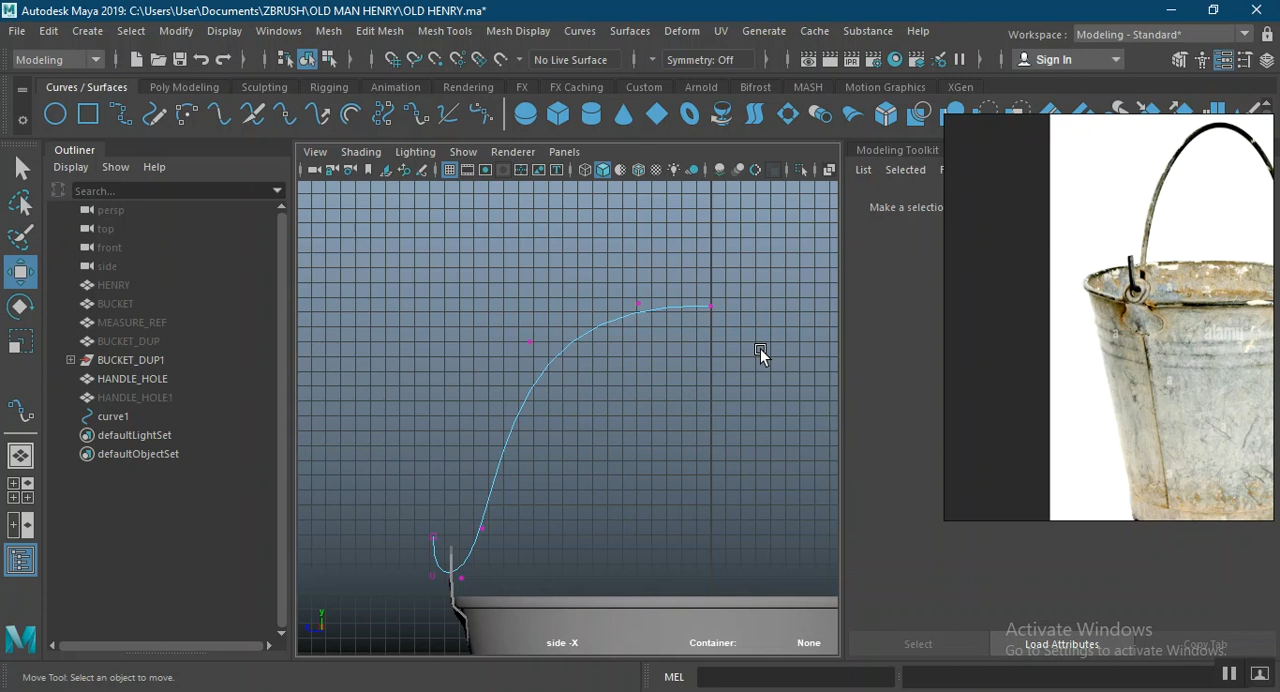 Autodesk Maya 2019: C:\Users\User\Documents\ZBRUSH\OLD MAN HENRY\OLD HENRY.ma*
File Edit Create Select Modify Display Windows Mesh Edit Mesh Mesh Tools Mesh Display Curves Surfaces Deform UV Generate Cache Substance Help
Workspace : Modeling - Standard*
Modeling No Live Surface Symmetry: Off IPR Sign In
Curves / Surfaces Poly Modeling Sculpting Rigging Animation Rendering FX FX Caching Custom Arnold Bifrost MASH Motion Graphics XGen
Outliner
Display Show Help
Search...
persp
top
front
side
HENRY
BUCKET
MEASURE_REF
BUCKET_DUP
BUCKET_DUP1
HANDLE_HOLE
HANDLE_HOLE1
curve1
defaultLightSet
defaultObjectSet
View Shading Lighting Show Renderer Panels
y
side -X Container: None
Modeling Toolkit
List Selected
Make a selectio
a alamy
Select Load Attributes Copy Tab
Activate Windows
Go to Settings to activate Windows.
Move Tool: Select an object to move.
MEL